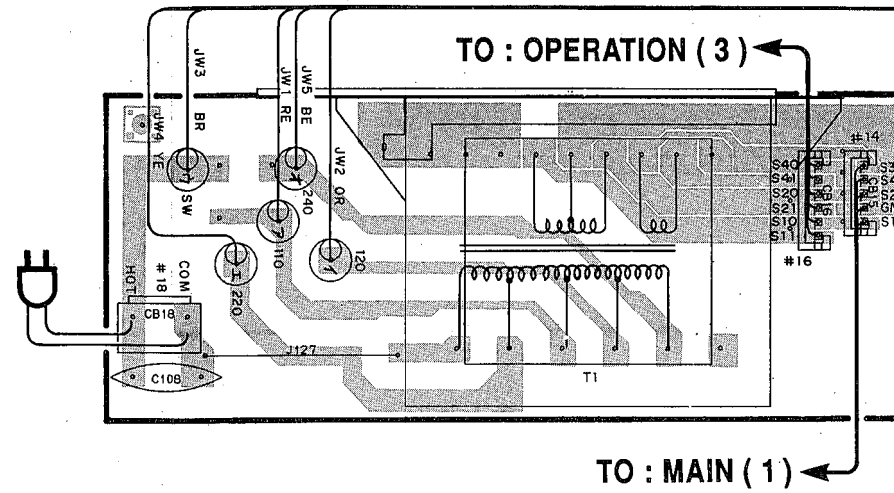 TO : OPERATION ( 3 )
JW3
BR
JW1 RE
JW5 BE
JW4 YE
JW2 OR
SW
240
110
120
220
HOT
#18
COM
CB18
C108
J127
T1
#14
S40
S41
S20
S21
S10
S11
CB16
CB15
#16
TO : MAIN ( 1 )